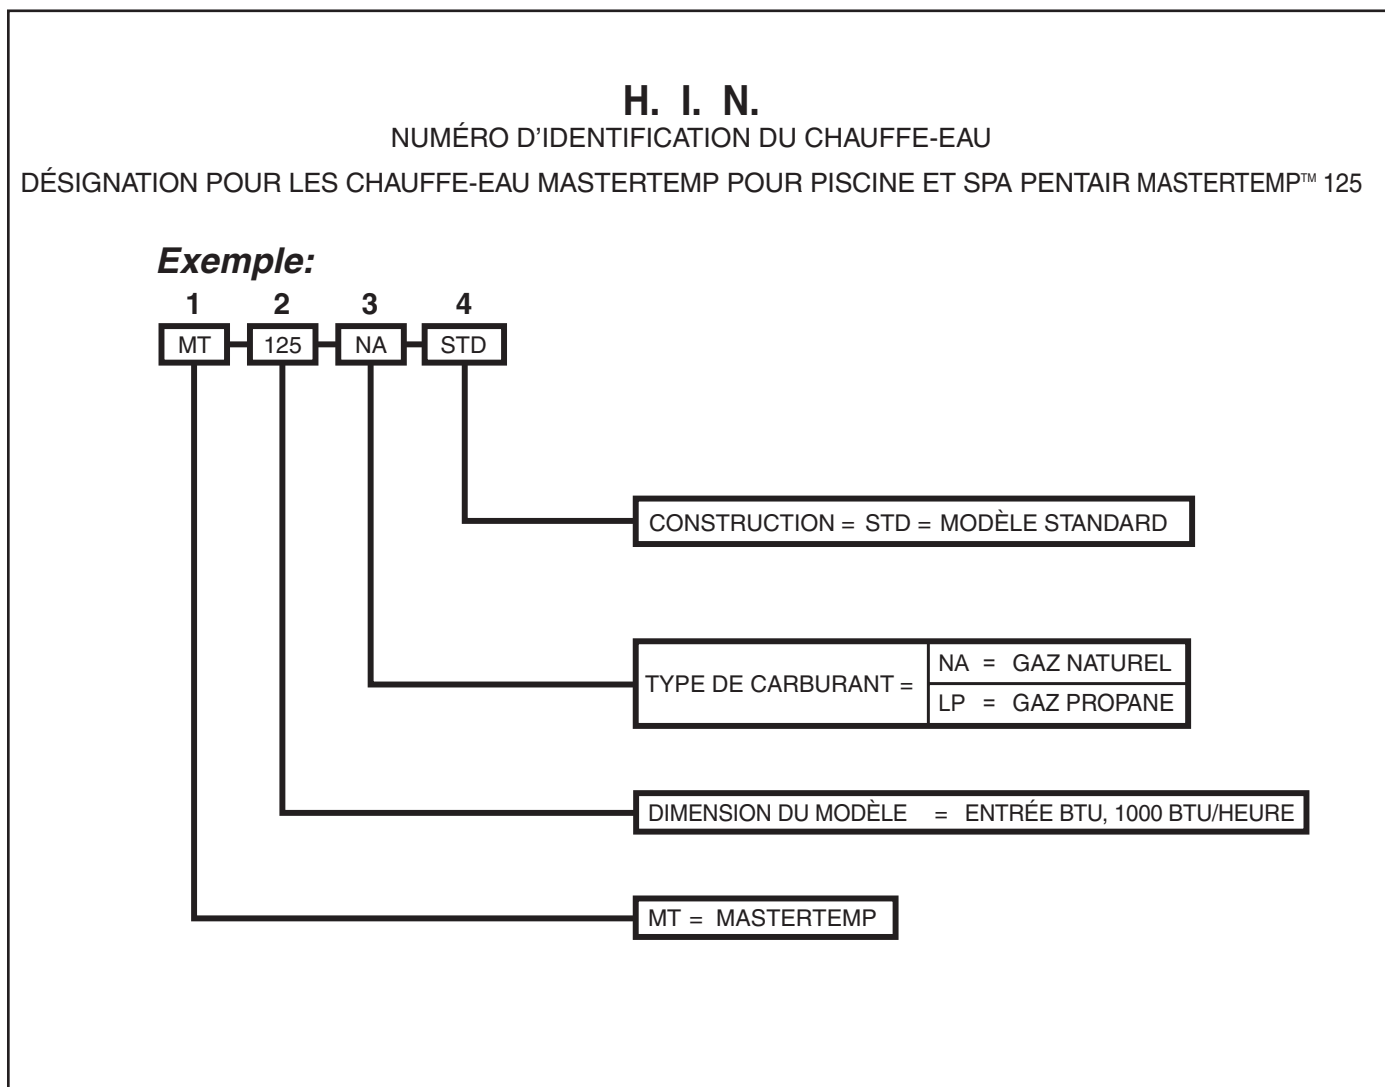 H. I. N.
NUMÉRO D'IDENTIFICATION DU CHAUFFE-EAU
DÉSIGNATION POUR LES CHAUFFE-EAU MASTERTEMP POUR PISCINE ET SPA PENTAIR MASTERTEMP™ 125
Exemple:
1 2 3 4
MT 125 NA STD
CONSTRUCTION = STD = MODÈLE STANDARD
TYPE DE CARBURANT =
NA = GAZ NATUREL
LP = GAZ PROPANE
DIMENSION DU MODÈLE = ENTRÉE BTU, 1000 BTU/HEURE
MT = MASTERTEMP